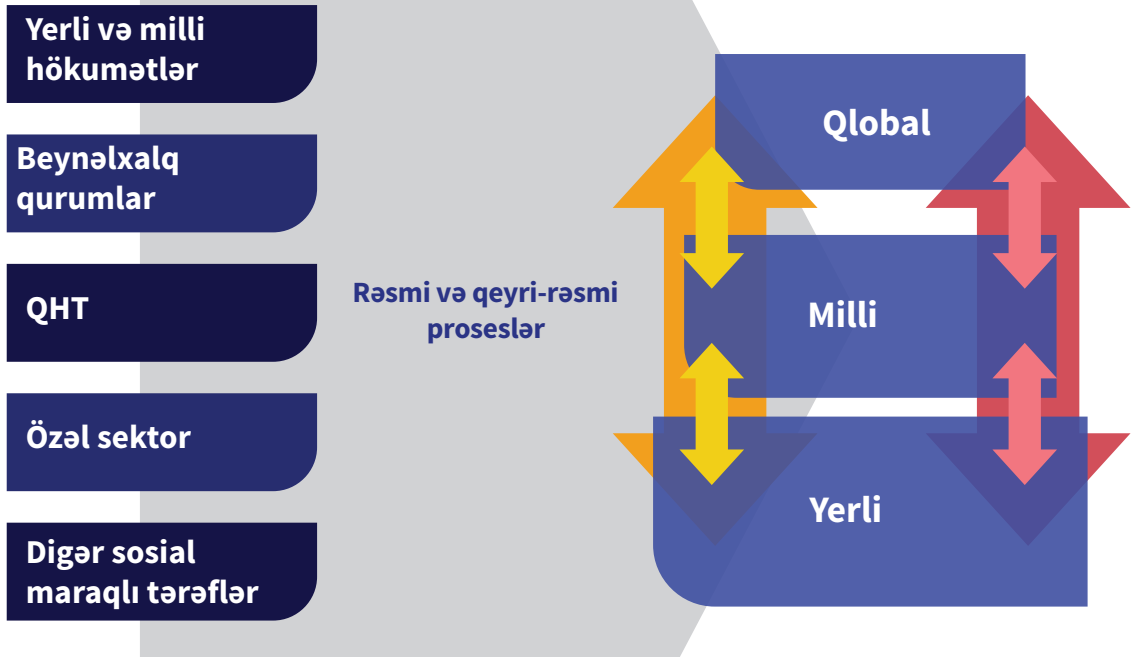 Yerli və milli
hökumətlər
Beynəlxalq
qurumlar
QHT
Özəl sektor
Digər sosial
maraqlı tərəflər
Rəsmi və qeyri-rəsmi
proseslər
Qlobal
Milli
Yerli